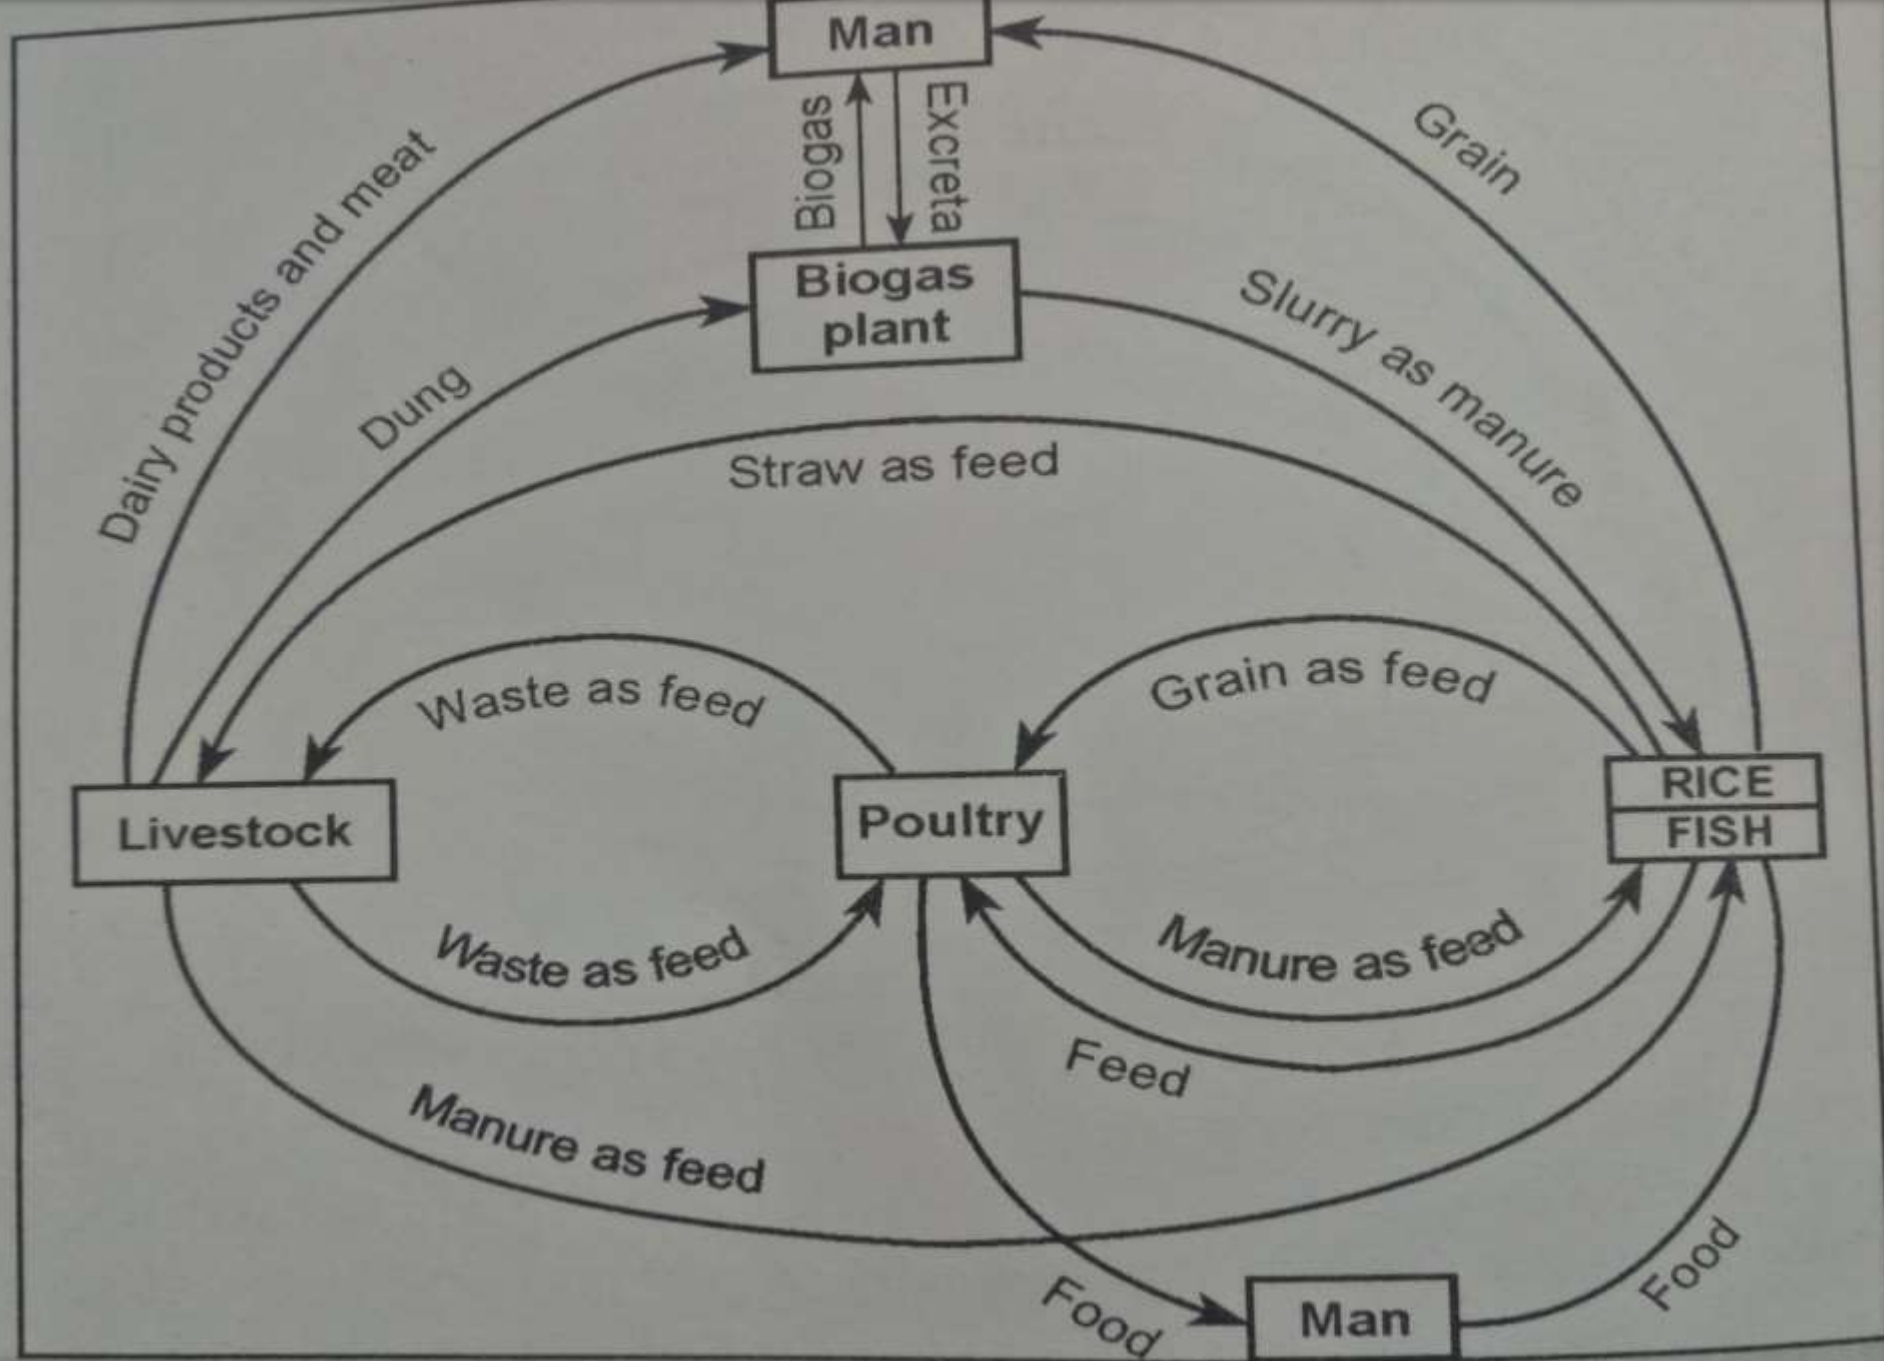 Man
Biogas
Excreta
Grain
Dairy products and meat
Biogas
plant
Slurry as manure
Dung
Straw as feed
Waste as feed
Grain as feed
Livestock
Poultry
RICE
FISH
Waste as feed
Manure as feed
Feed
Manure as feed
Food
Man
Food